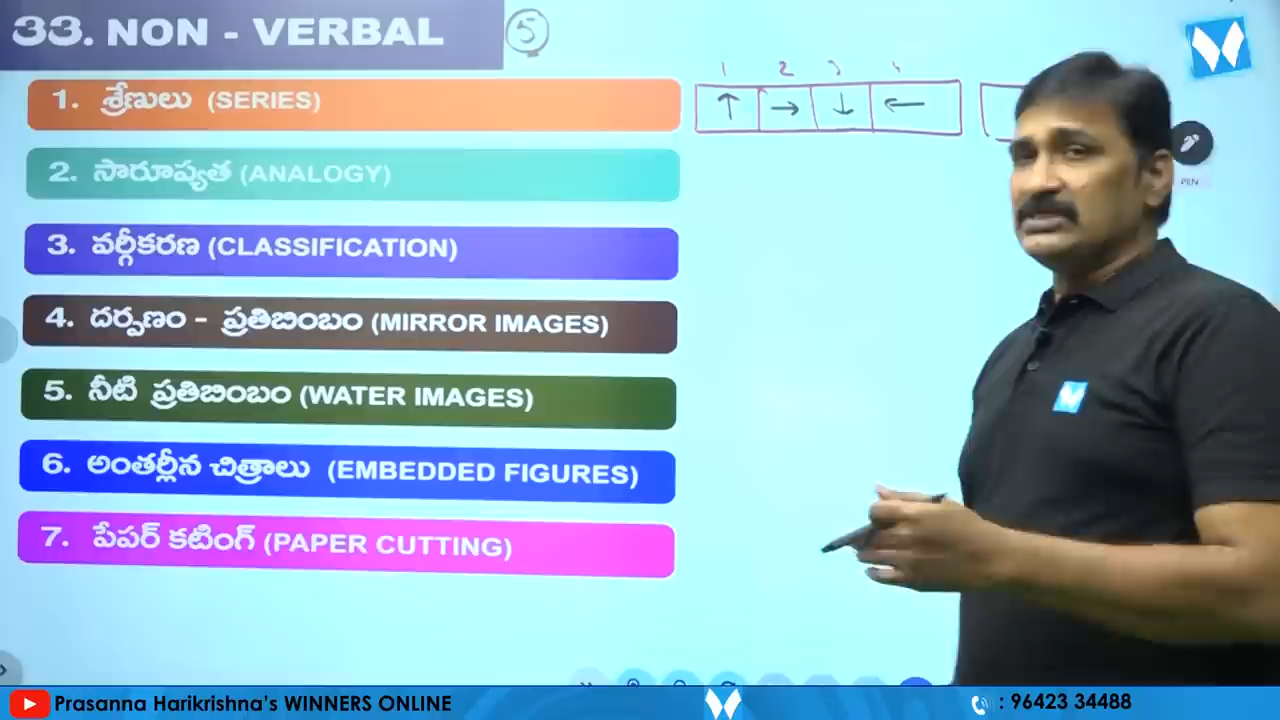 33. NON - VERBAL 5
1. శ్రేణులు (SERIES)
1 2 3 4
2. సారూప్యత (ANALOGY)
PEN
3. వర్గీకరణ (CLASSIFICATION)
4. దర్పణం - ప్రతిబింబం (MIRROR IMAGES)
5. నీటి ప్రతిబింబం (WATER IMAGES)
6. అంతర్లీన చిత్రాలు (EMBEDDED FIGURES)
7. పేపర్ కటింగ్ (PAPER CUTTING)
Prasanna Harikrishna's WINNERS ONLINE
: 96423 34488